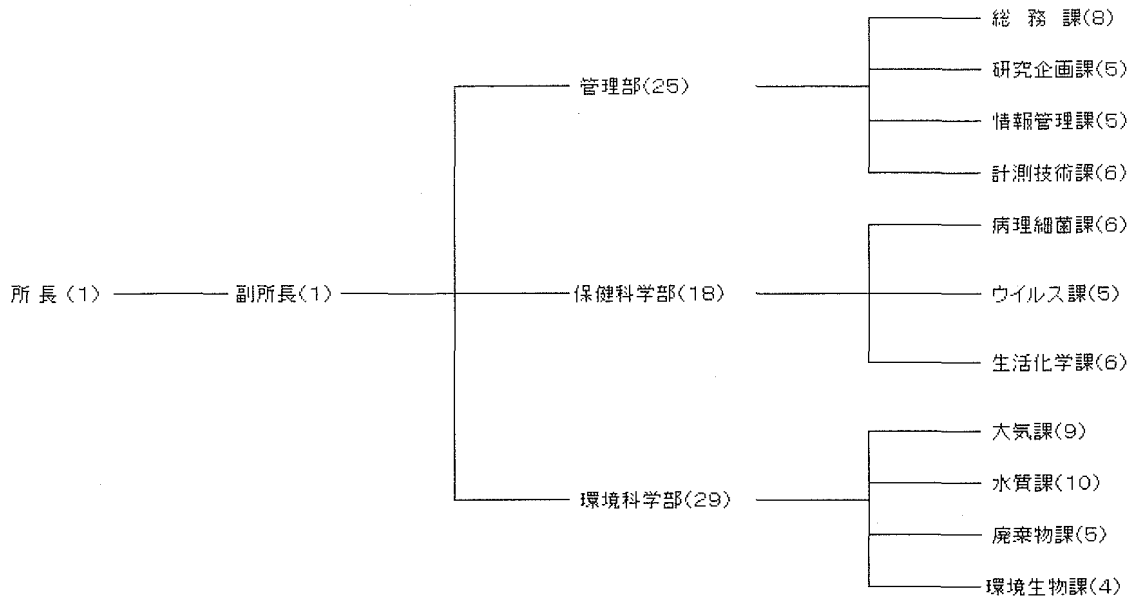 総 務 課(8)
研究企画課(5)
管理部(25)
情報管理課(5)
計測技術課(6)
病理細菌課(6)
所 長 (1)
副所長(1)
保健科学部(18)
ウイルス課(5)
生活化学課(6)
大気課(9)
水質課(10)
環境科学部(29)
廃棄物課(5)
環境生物課(4)